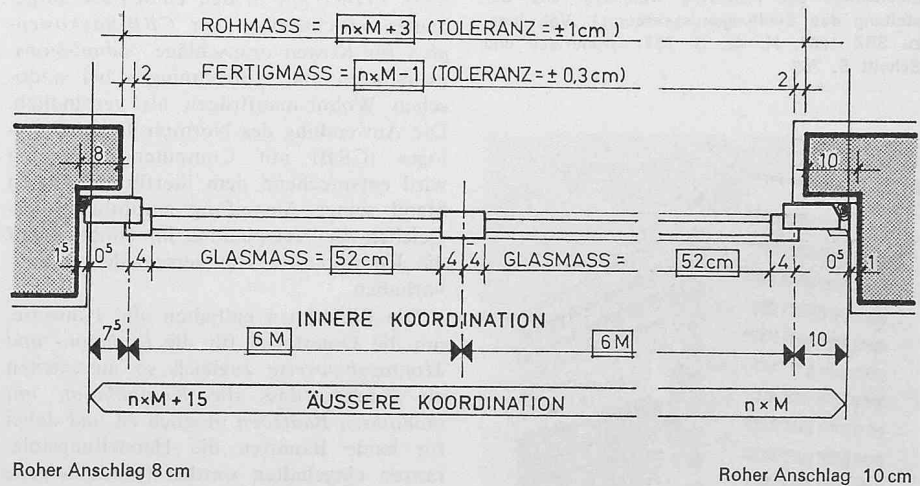 ROHMASS = n×M+3 (TOLERANZ = ±1cm)
2 FERTIGMASS = n×M-1 (TOLERANZ = ± 0,3cm) 2
8 10
1⁵ 0⁵ 4 GLASMASS = 52cm 4 4 GLASMASS = 52cm 4 0⁵ 1
INNERE KOORDINATION
7⁵ 6 M 6 M 10
n×M+15 ÄUSSERE KOORDINATION n×M
Roher Anschlag 8 cm Roher Anschlag 10 cm